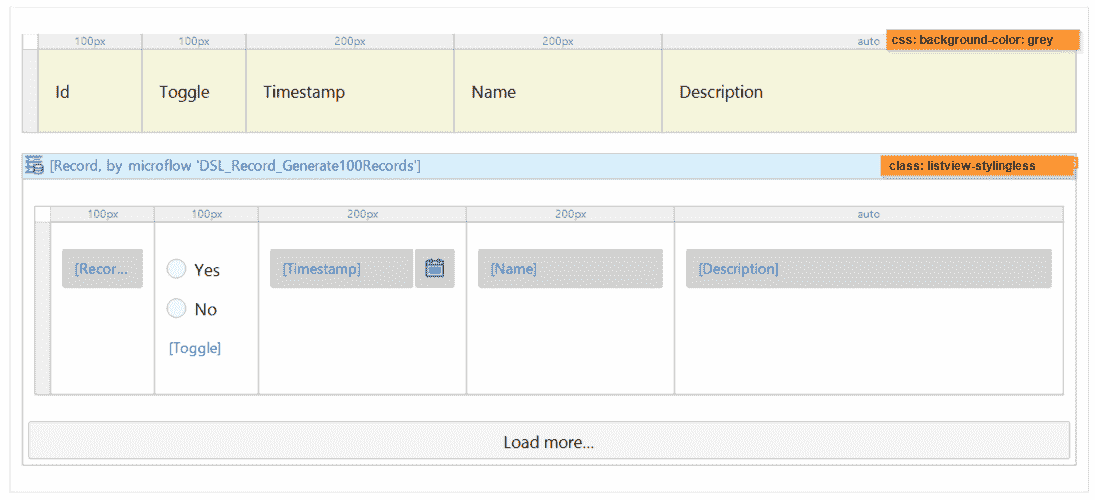 100px 100px 200px 200px auto css: background-color: grey
Id Toggle Timestamp Name Description
[Record, by microflow 'DSL_Record_Generate100Records'] class: listview-stylingless
100px 100px 200px 200px auto
[Recor... Yes [Timestamp] [Name] [Description]
No
[Toggle]
Load more...